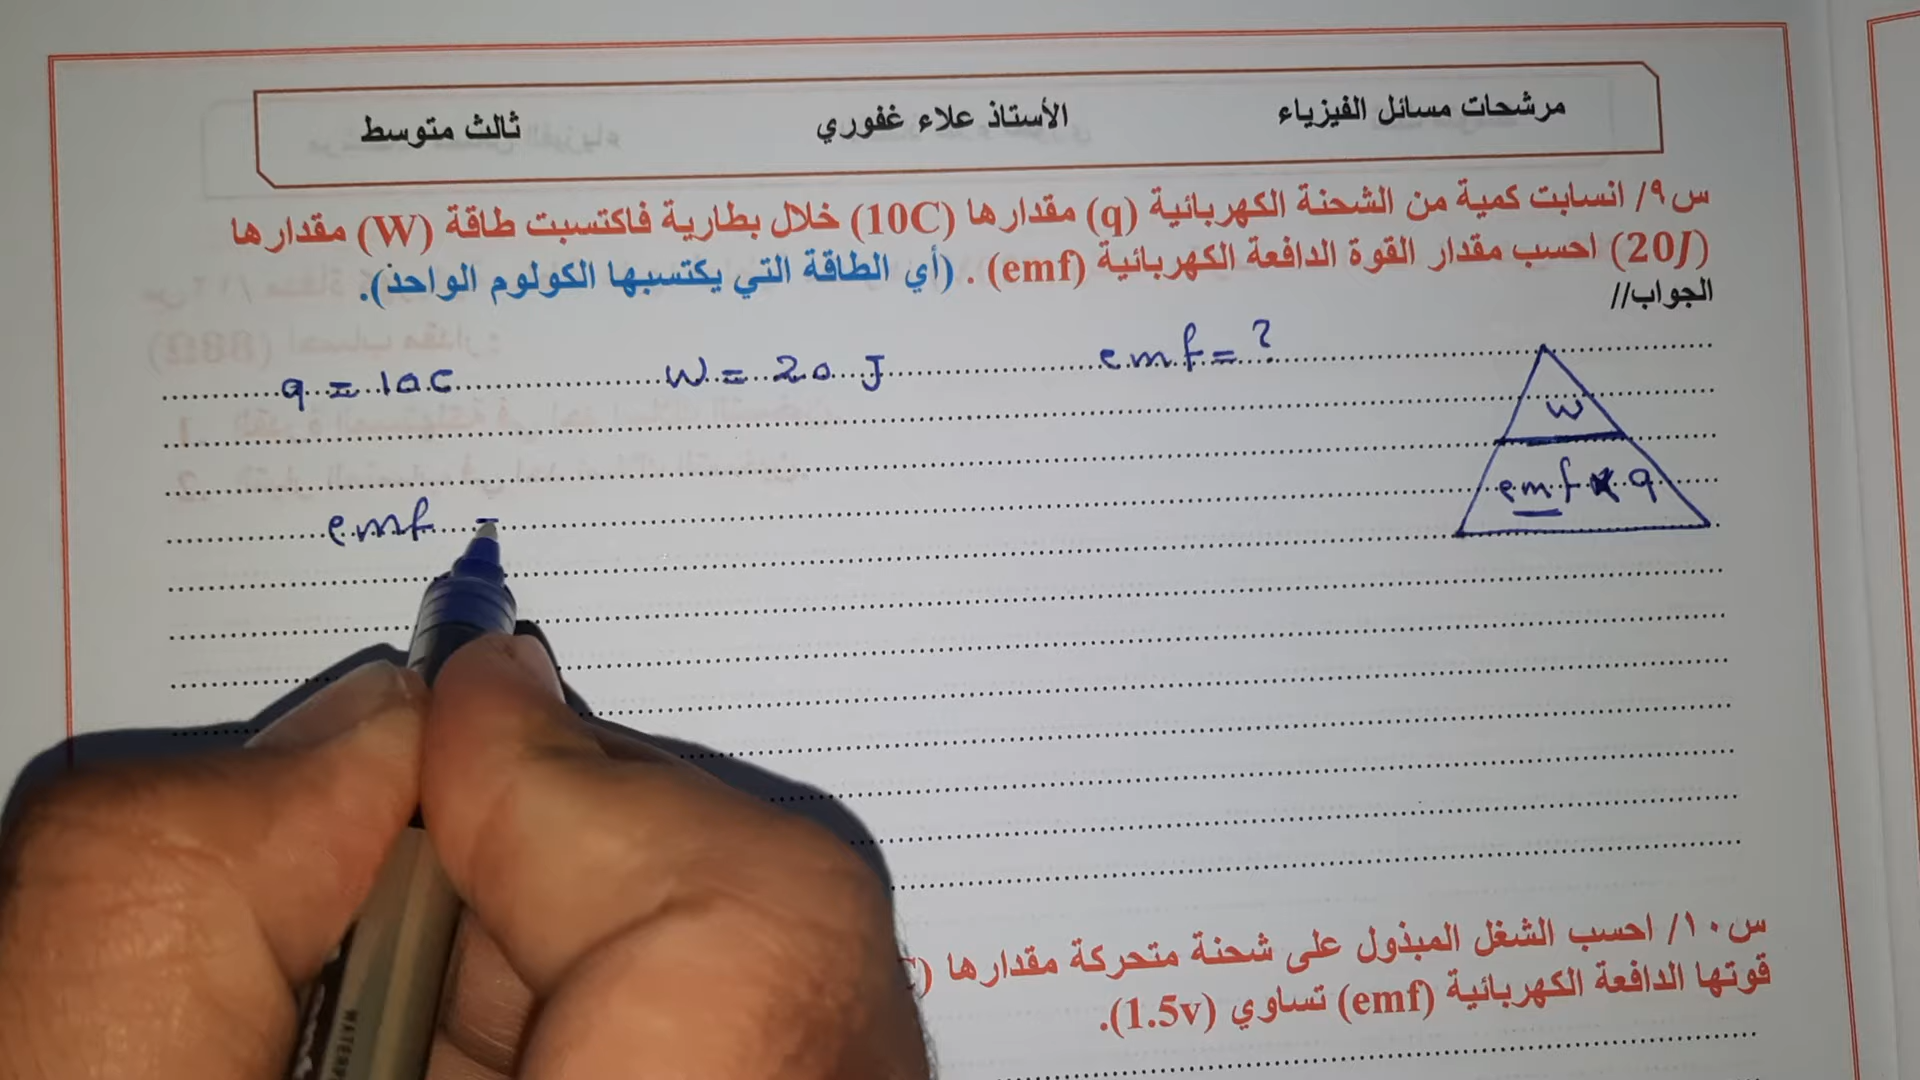 مرشحات مسائل الفيزياء الأستاذ علاء غفوري ثالث متوسط
س٩/ انسابت كمية من الشحنة الكهربائية (q) مقدارها (10C) خلال بطارية فاكتسبت طاقة (W) مقدارها
(20J) احسب مقدار القوة الدافعة الكهربائية (emf) . (أي الطاقة التي يكتسبها الكولوم الواحد).
الجواب//
q = 10C W = 20 J emf = ?
W
emf × q
emf =
س١٠/ احسب الشغل المبذول على شحنة متحركة مقدارها
قوتها الدافعة الكهربائية (emf) تساوي (1.5v).